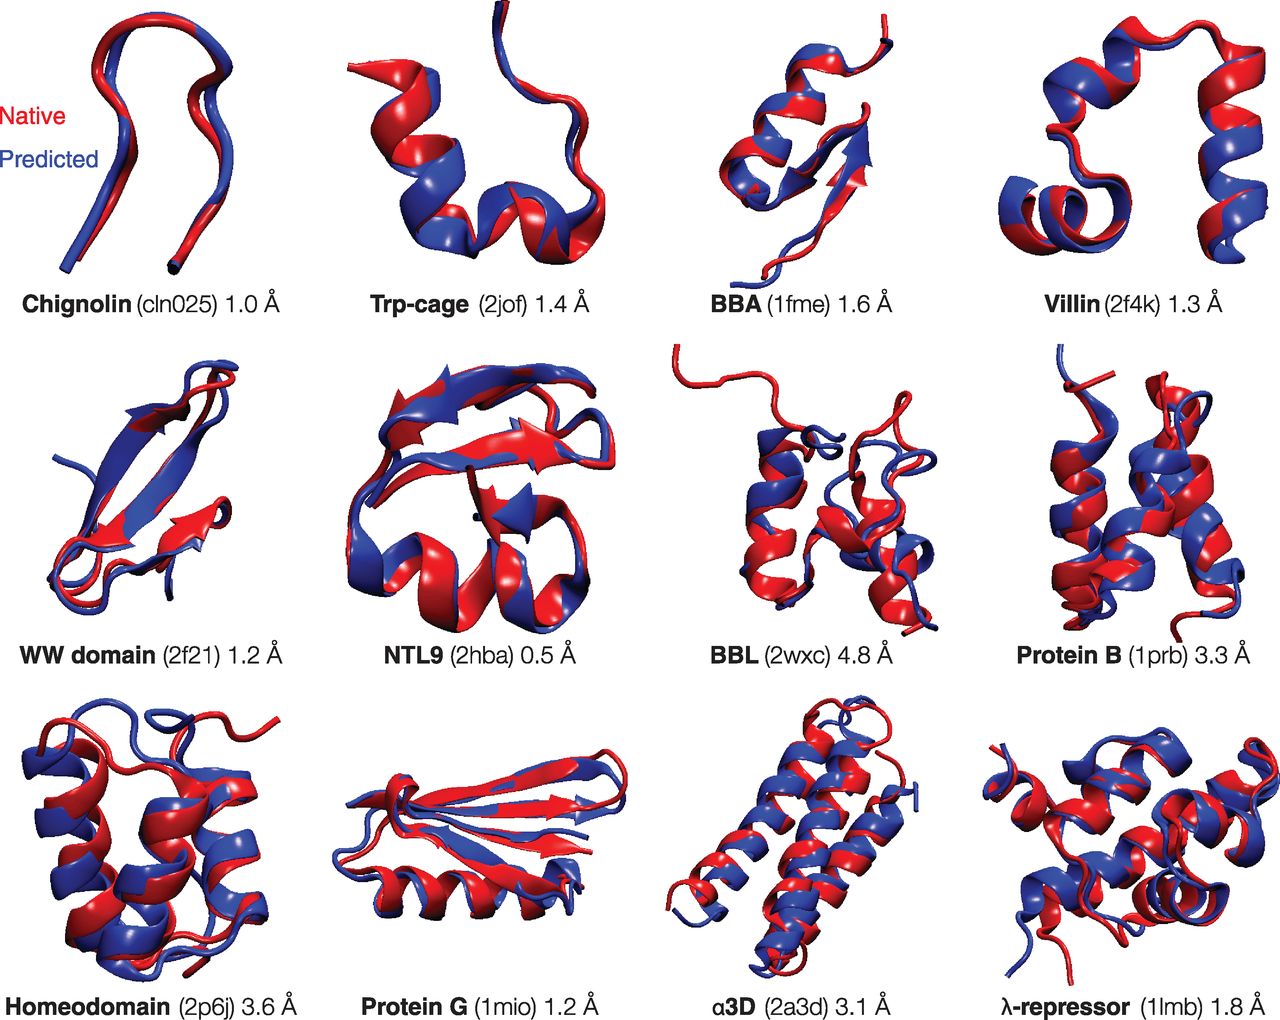 Native
Predicted
Chignolin (cln025) 1.0 Å
Trp-cage (2jof) 1.4 Å
BBA (1fme) 1.6 Å
Villin (2f4k) 1.3 Å
WW domain (2f21) 1.2 Å
NTL9 (2hba) 0.5 Å
BBL (2wxc) 4.8 Å
Protein B (1prb) 3.3 Å
Homeodomain (2p6j) 3.6 Å
Protein G (1mio) 1.2 Å
α3D (2a3d) 3.1 Å
λ-repressor (1lmb) 1.8 Å